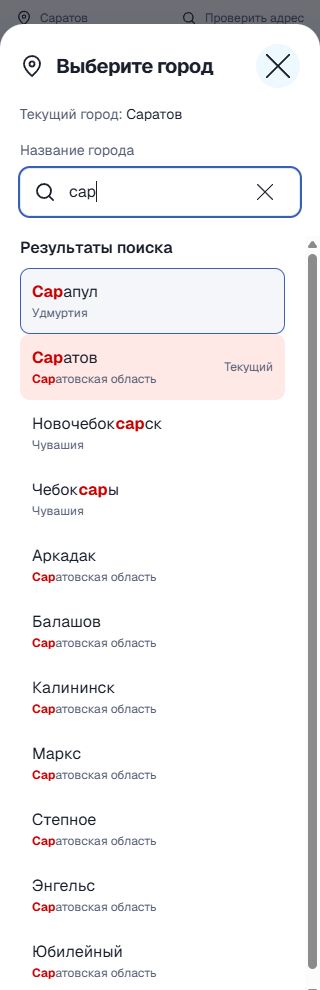 Саратов
Проверить адрес
Выберите город
Текущий город: Саратов
Название города
сар
Результаты поиска
Сарапул
Удмуртия
Саратов
Саратовская область
Текущий
Новочебоксарск
Чувашия
Чебоксары
Чувашия
Аркадак
Саратовская область
Балашов
Саратовская область
Калининск
Саратовская область
Маркс
Саратовская область
Степное
Саратовская область
Энгельс
Саратовская область
Юбилейный
Саратовская область